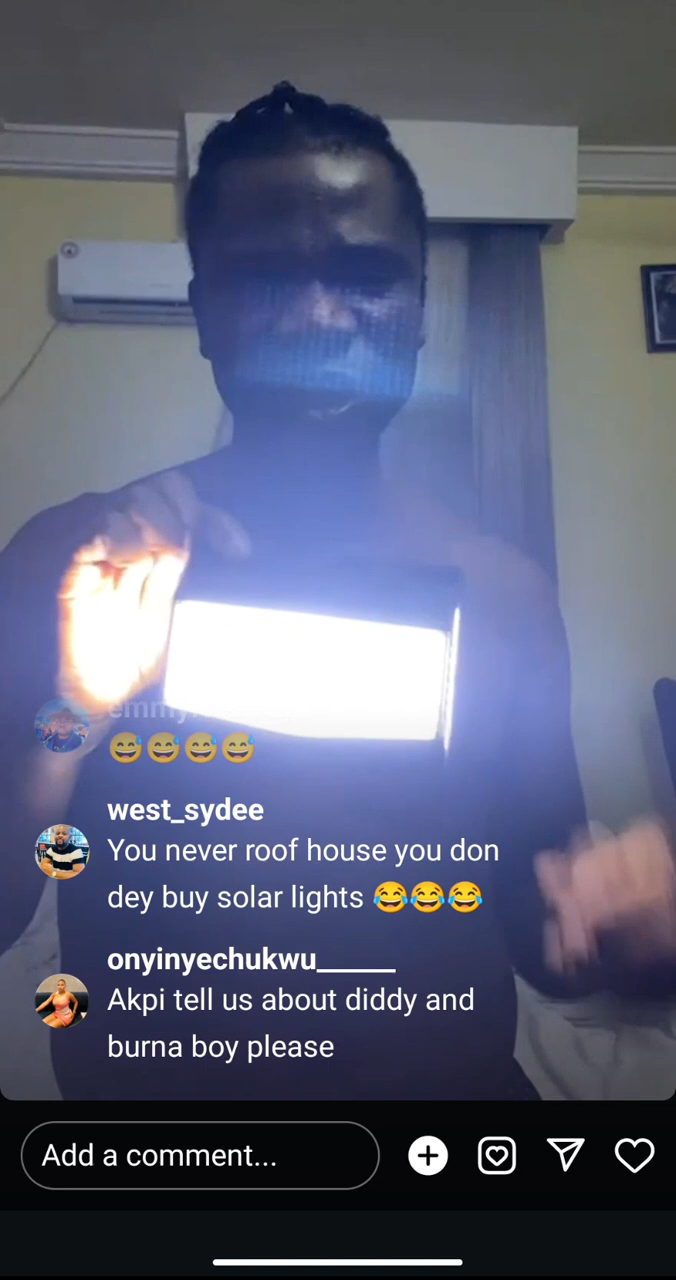 😅😅😅😅
west_sydee
You never roof house you don
dey buy solar lights 😂😂😂
onyinyechukwu______
Akpi tell us about diddy and
burna boy please
Add a comment...